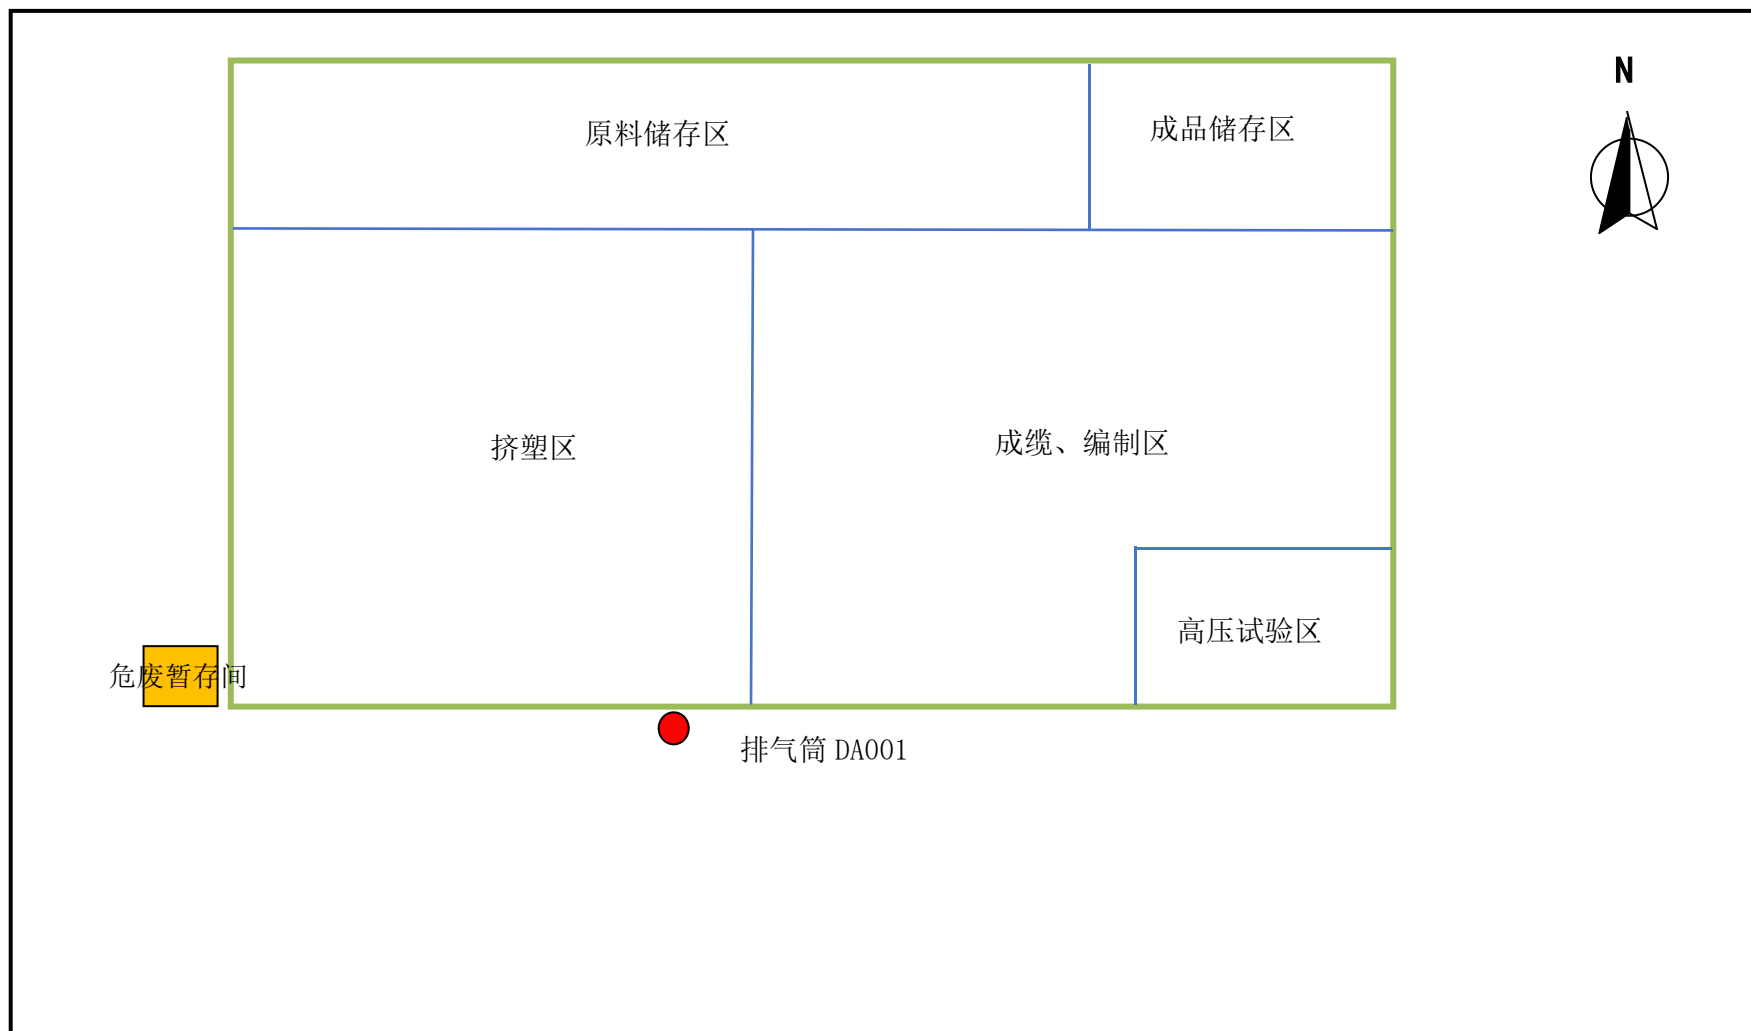 N
原料储存区
成品储存区
挤塑区
成缆、编制区
高压试验区
危废暂存间
排气筒 DA001